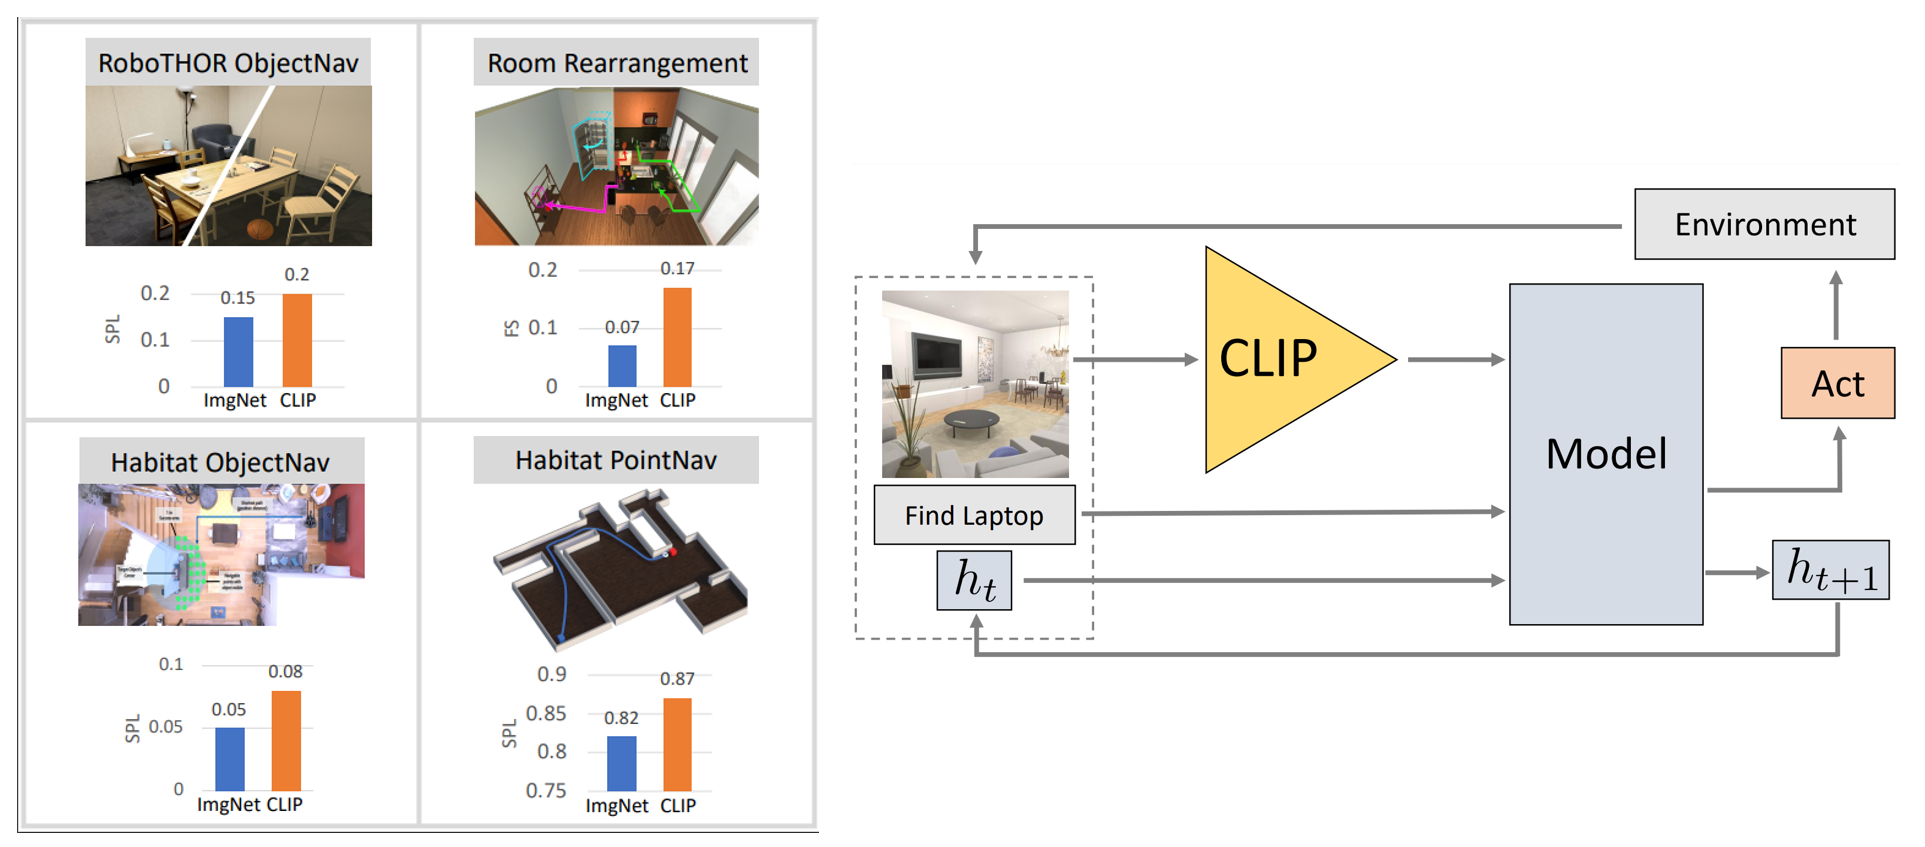 RoboTHOR ObjectNav
0.2
0.15
0.2
0.1
0
SPL
ImgNet
CLIP
Room Rearrangement
0.2
0.17
0.07
0.1
0
FS
ImgNet
CLIP
Habitat ObjectNav
0.1
0.08
0.05
0.05
0
SPL
ImgNet CLIP
Habitat PointNav
0.9
0.87
0.85
0.82
0.8
0.75
SPL
ImgNet
CLIP
Environment
CLIP
Model
Act
Find Laptop
hₜ
hₜ₊₁